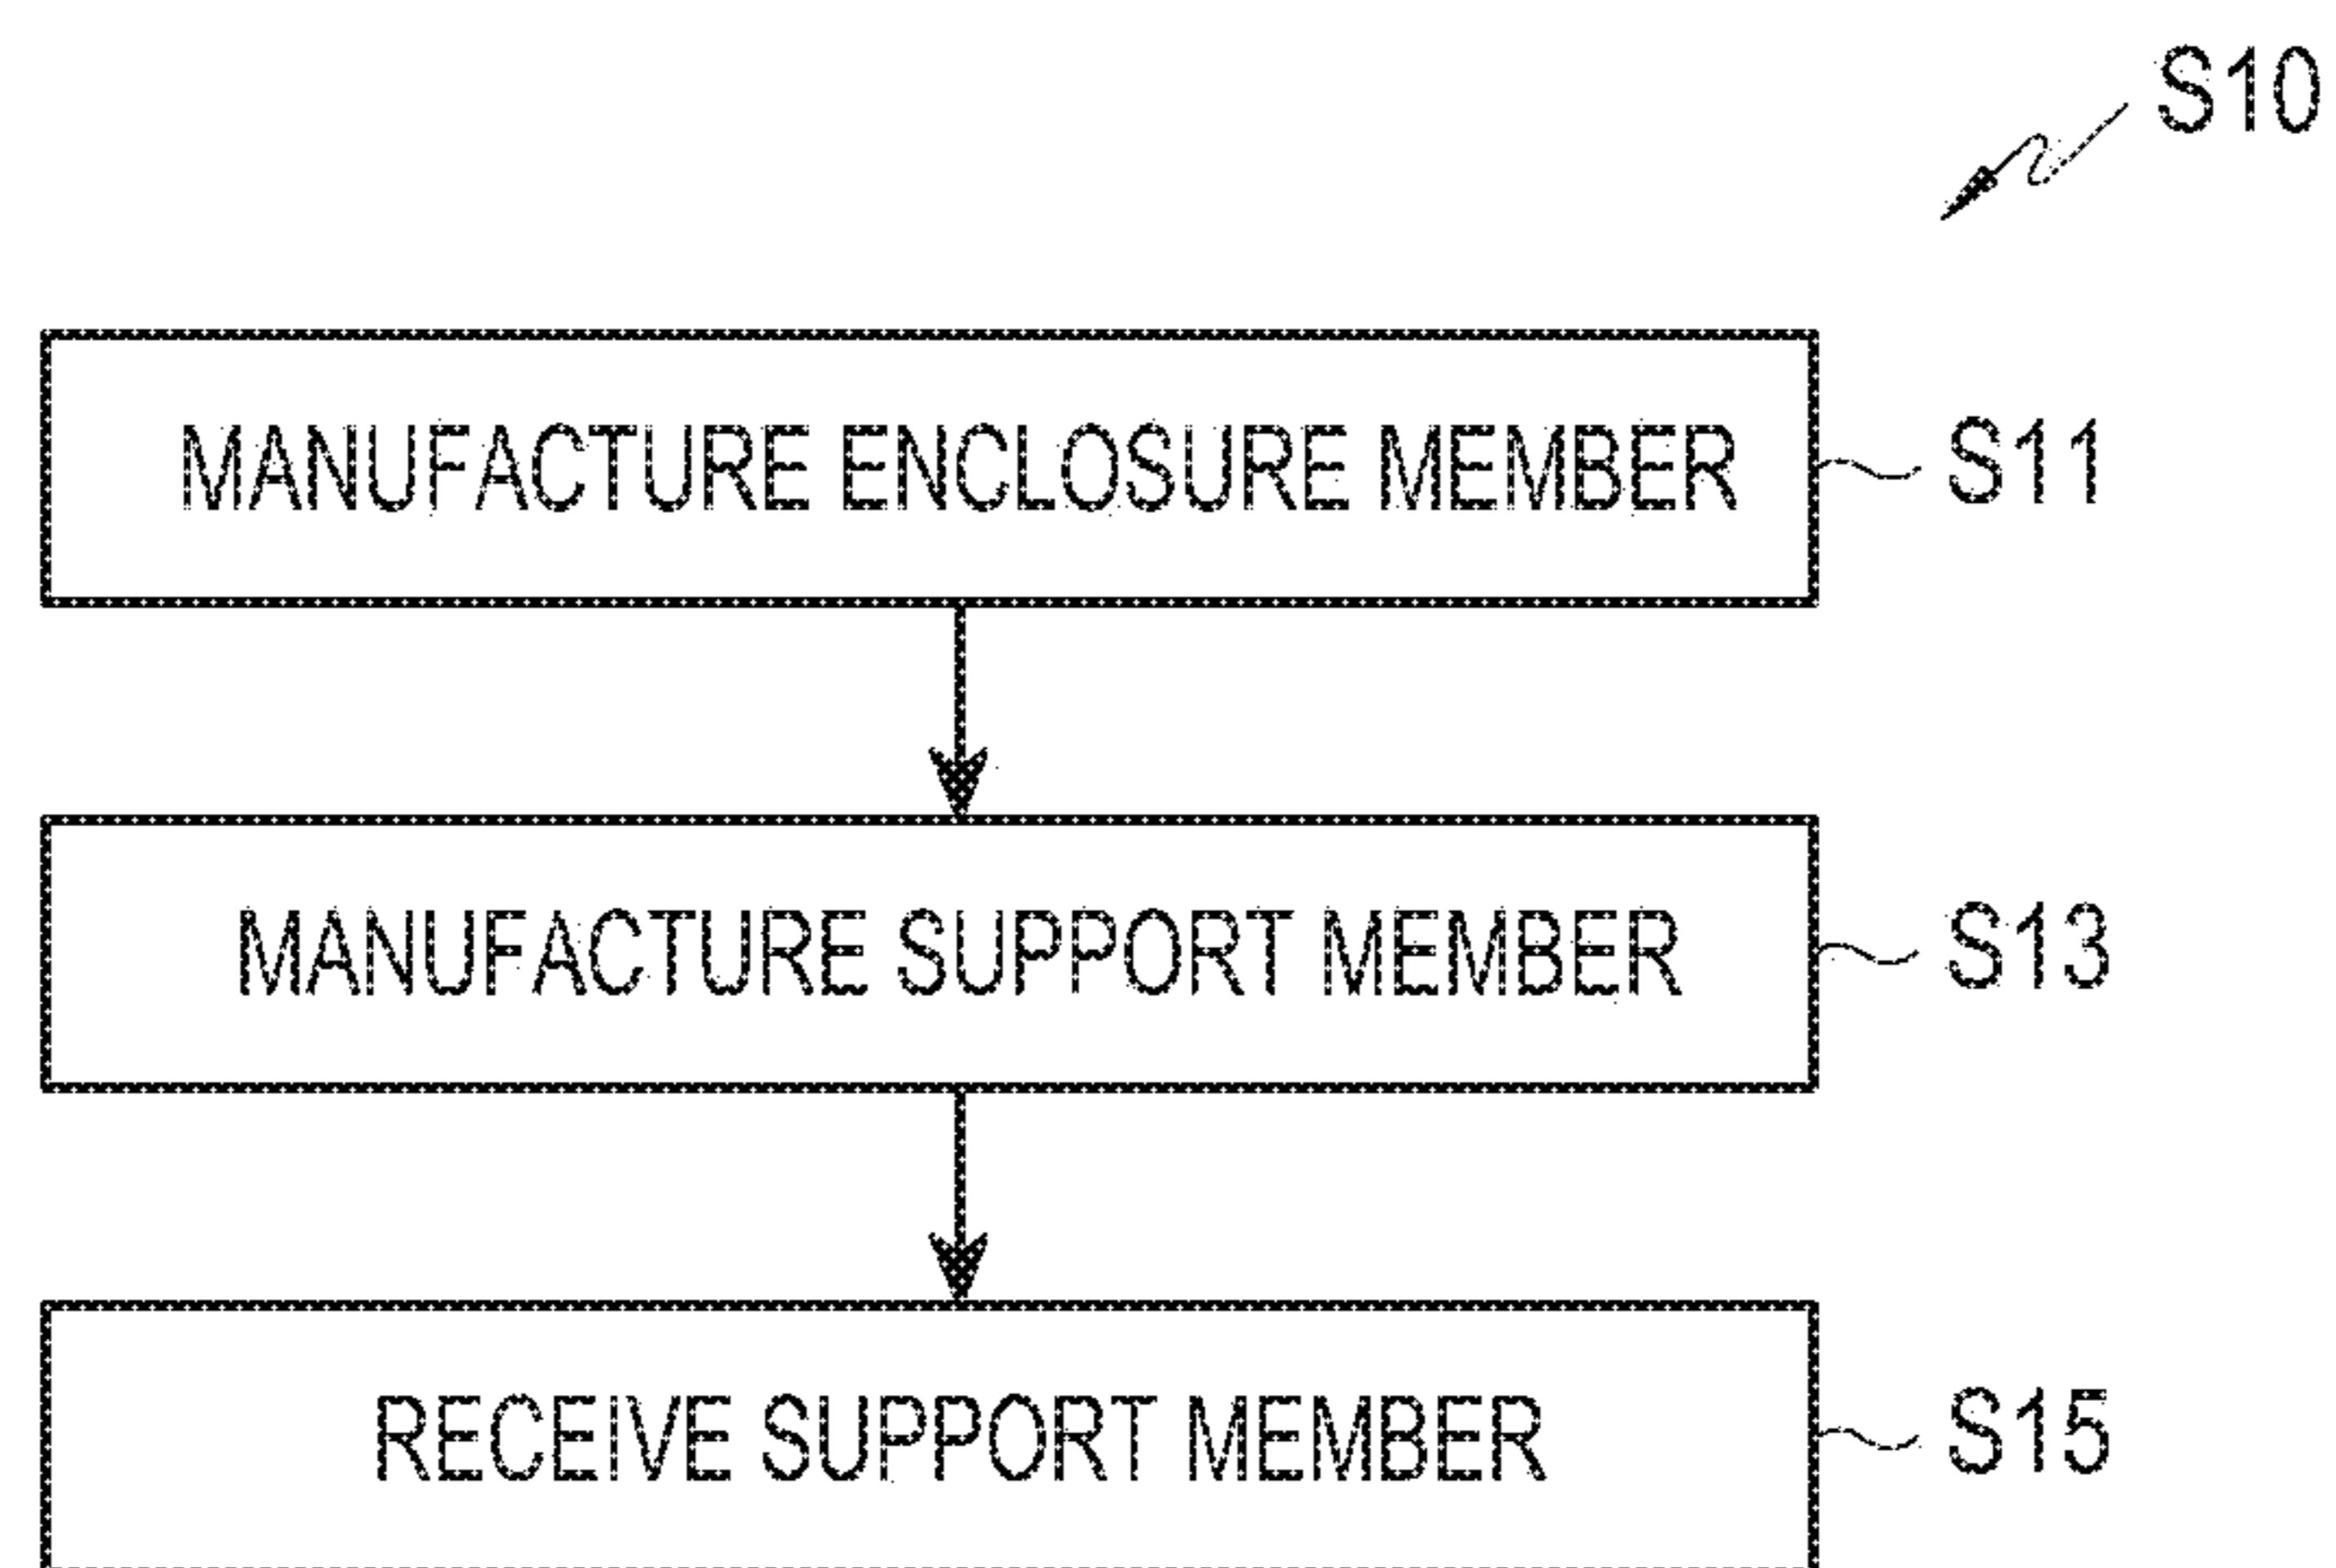 S10
MANUFACTURE ENCLOSURE MEMBER
S11
MANUFACTURE SUPPORT MEMBER
S13
RECEIVE SUPPORT MEMBER
S15